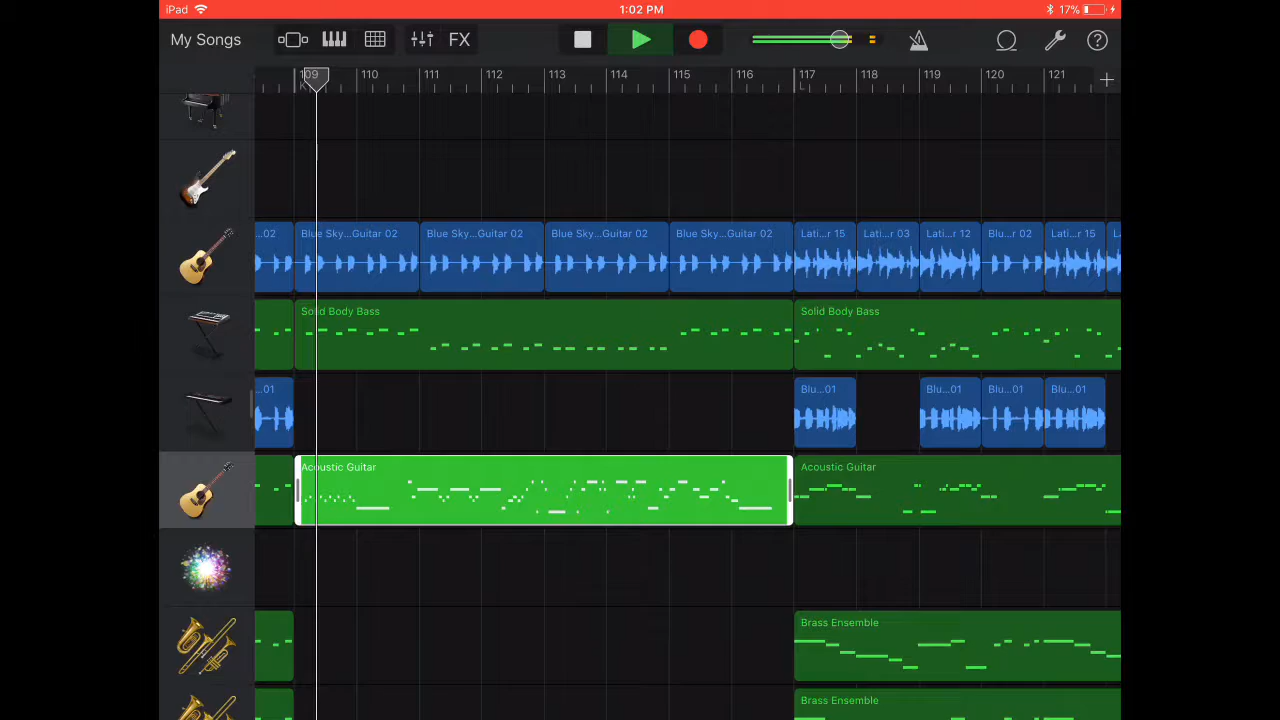 iPad 1:02 PM 17%
My Songs FX
109 110 111 112 113 114 115 116 117 118 119 120 121
...02 Blue Sky...Guitar 02 Blue Sky...Guitar 02 Blue Sky...Guitar 02 Blue Sky...Guitar 02 Lati...r 15 Lati...r 03 Lati...r 12 Blu...r 02 Lati...r 15 L
Solid Body Bass Solid Body Bass
...01 Blu...01 Blu...01 Blu...01 Blu...01
Acoustic Guitar Acoustic Guitar
Brass Ensemble
Brass Ensemble